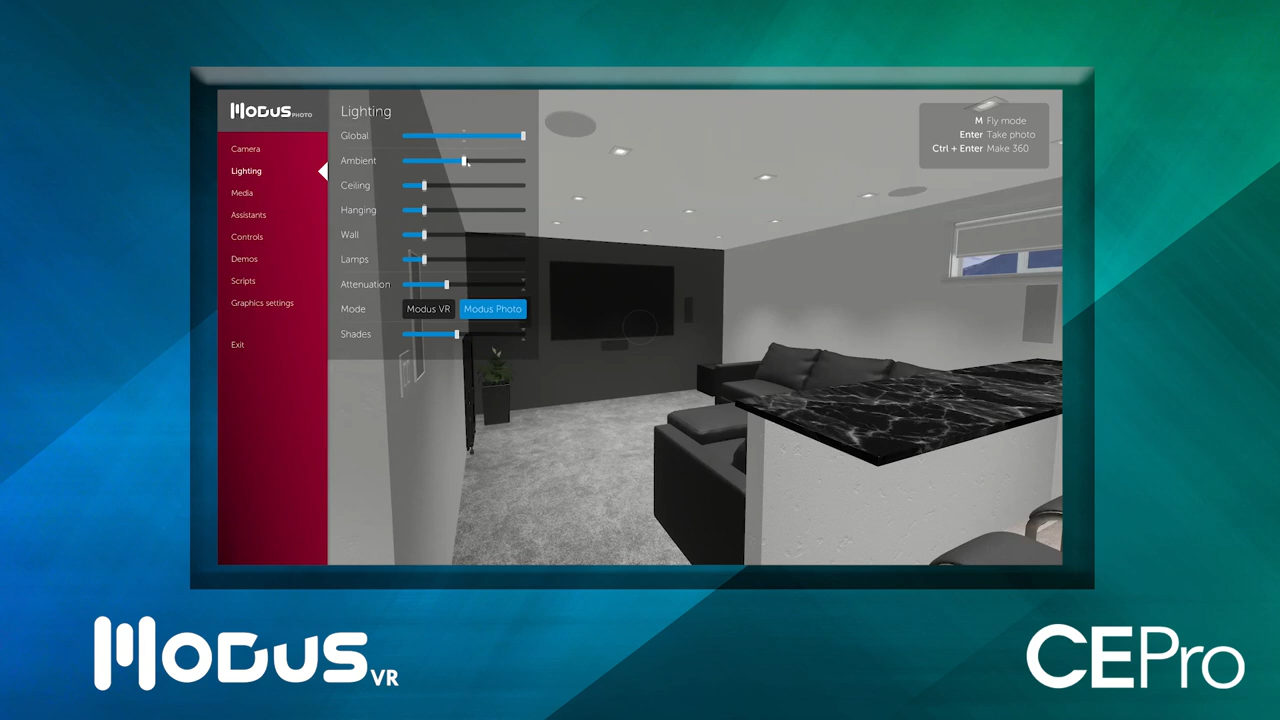 MODUS PHOTO
Camera
Lighting
Media
Assistants
Controls
Demos
Scripts
Graphics settings
Exit
Lighting
Global
Ambient
Ceiling
Hanging
Wall
Lamps
Attenuation
Mode Modus VR Modus Photo
Shades
M Fly mode
Enter Take photo
Ctrl + Enter Make 360
MODUS VR
CEPro